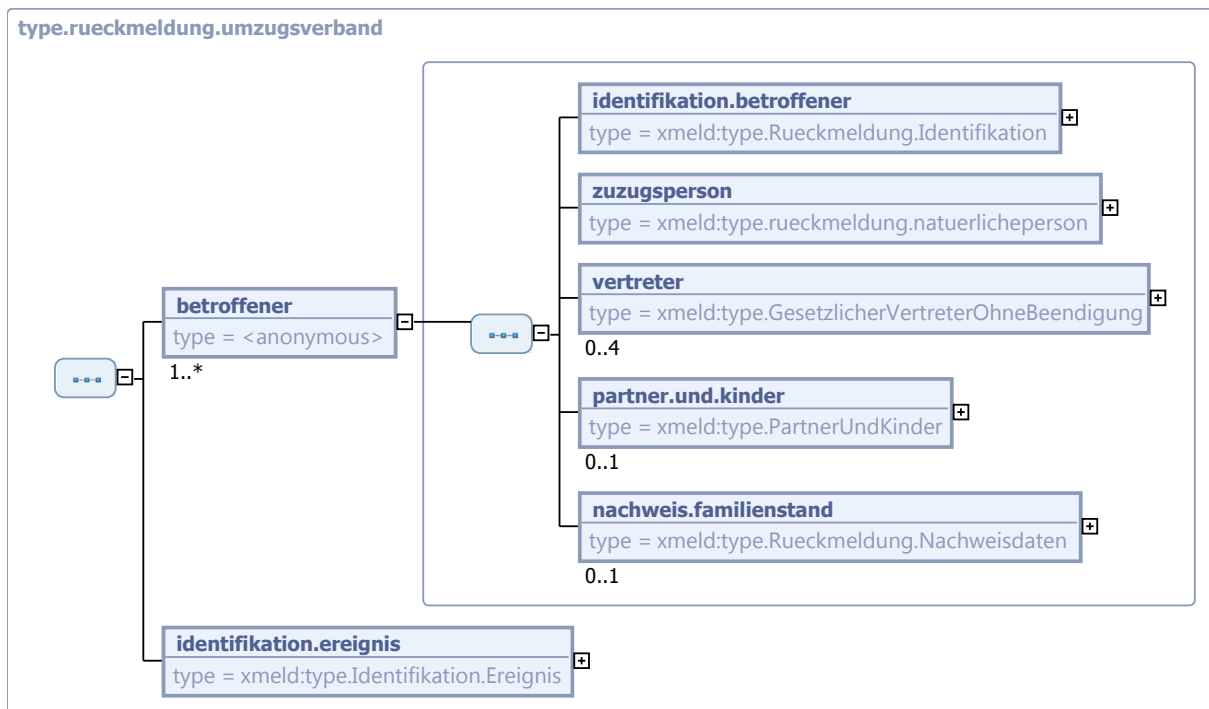 type.rueckmeldung.umzugsverband
identifikation.betroffener
type = xmeld:type.Rueckmeldung.Identifikation
zuzugsperson
type = xmeld:type.rueckmeldung.natuerlicheperson
vertreter
type = xmeld:type.GesetzlicherVertreterOhneBeendigung
0..4
betroffener
type = <anonymous>
1..*
partner.und.kinder
type = xmeld:type.PartnerUndKinder
0..1
nachweis.familienstand
type = xmeld:type.Rueckmeldung.Nachweisdaten
0..1
identifikation.ereignis
type = xmeld:type.Identifikation.Ereignis